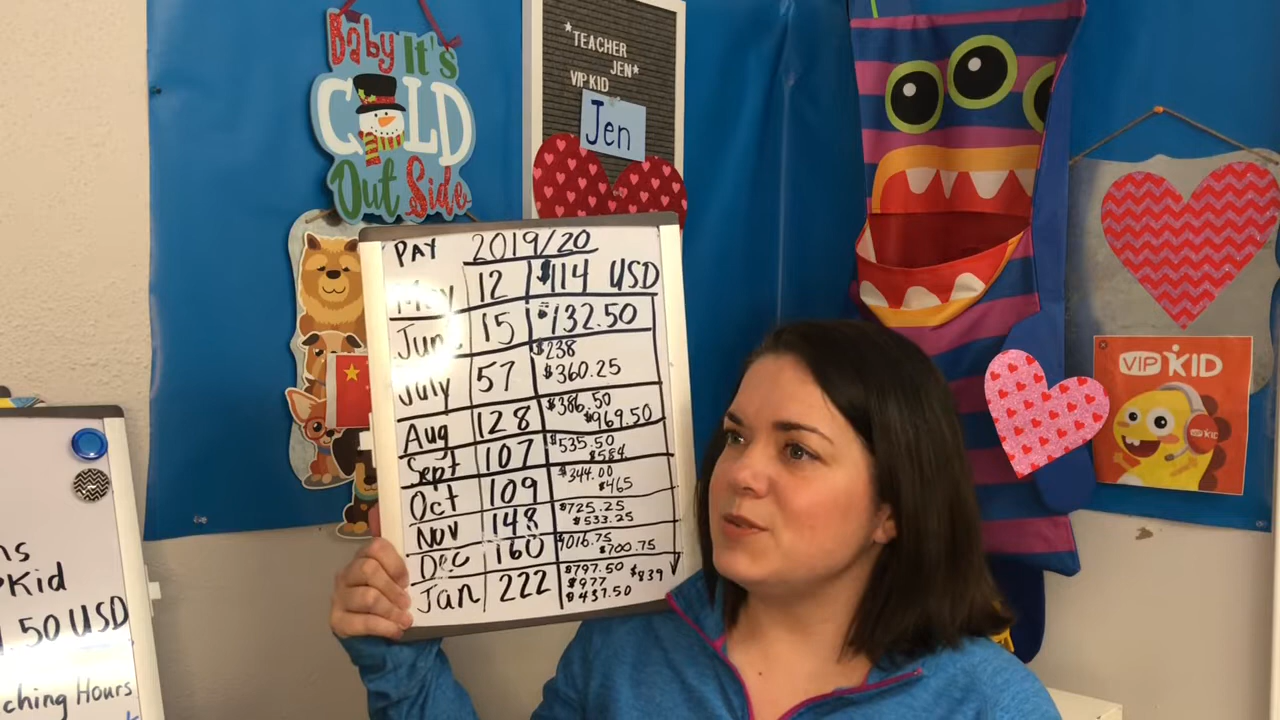 Baby It's
COLD
Out Side
*TEACHER
JEN*
VIPKID
Jen
PAY 2019/20
May 12 $114 USD
June 15 $132.50
July 57 $238
$360.25
Aug 128 $386.50
$969.50
Sept 107 $535.50
$584
Oct 109 $344.00
$465
Nov 148 $725.25
$533.25
Dec 160 $1016.75
$700.75
Jan 222 $797.50 $839
$977
$437.50
VIPKID
VIPKID
Kid
.50 USD
ching Hours